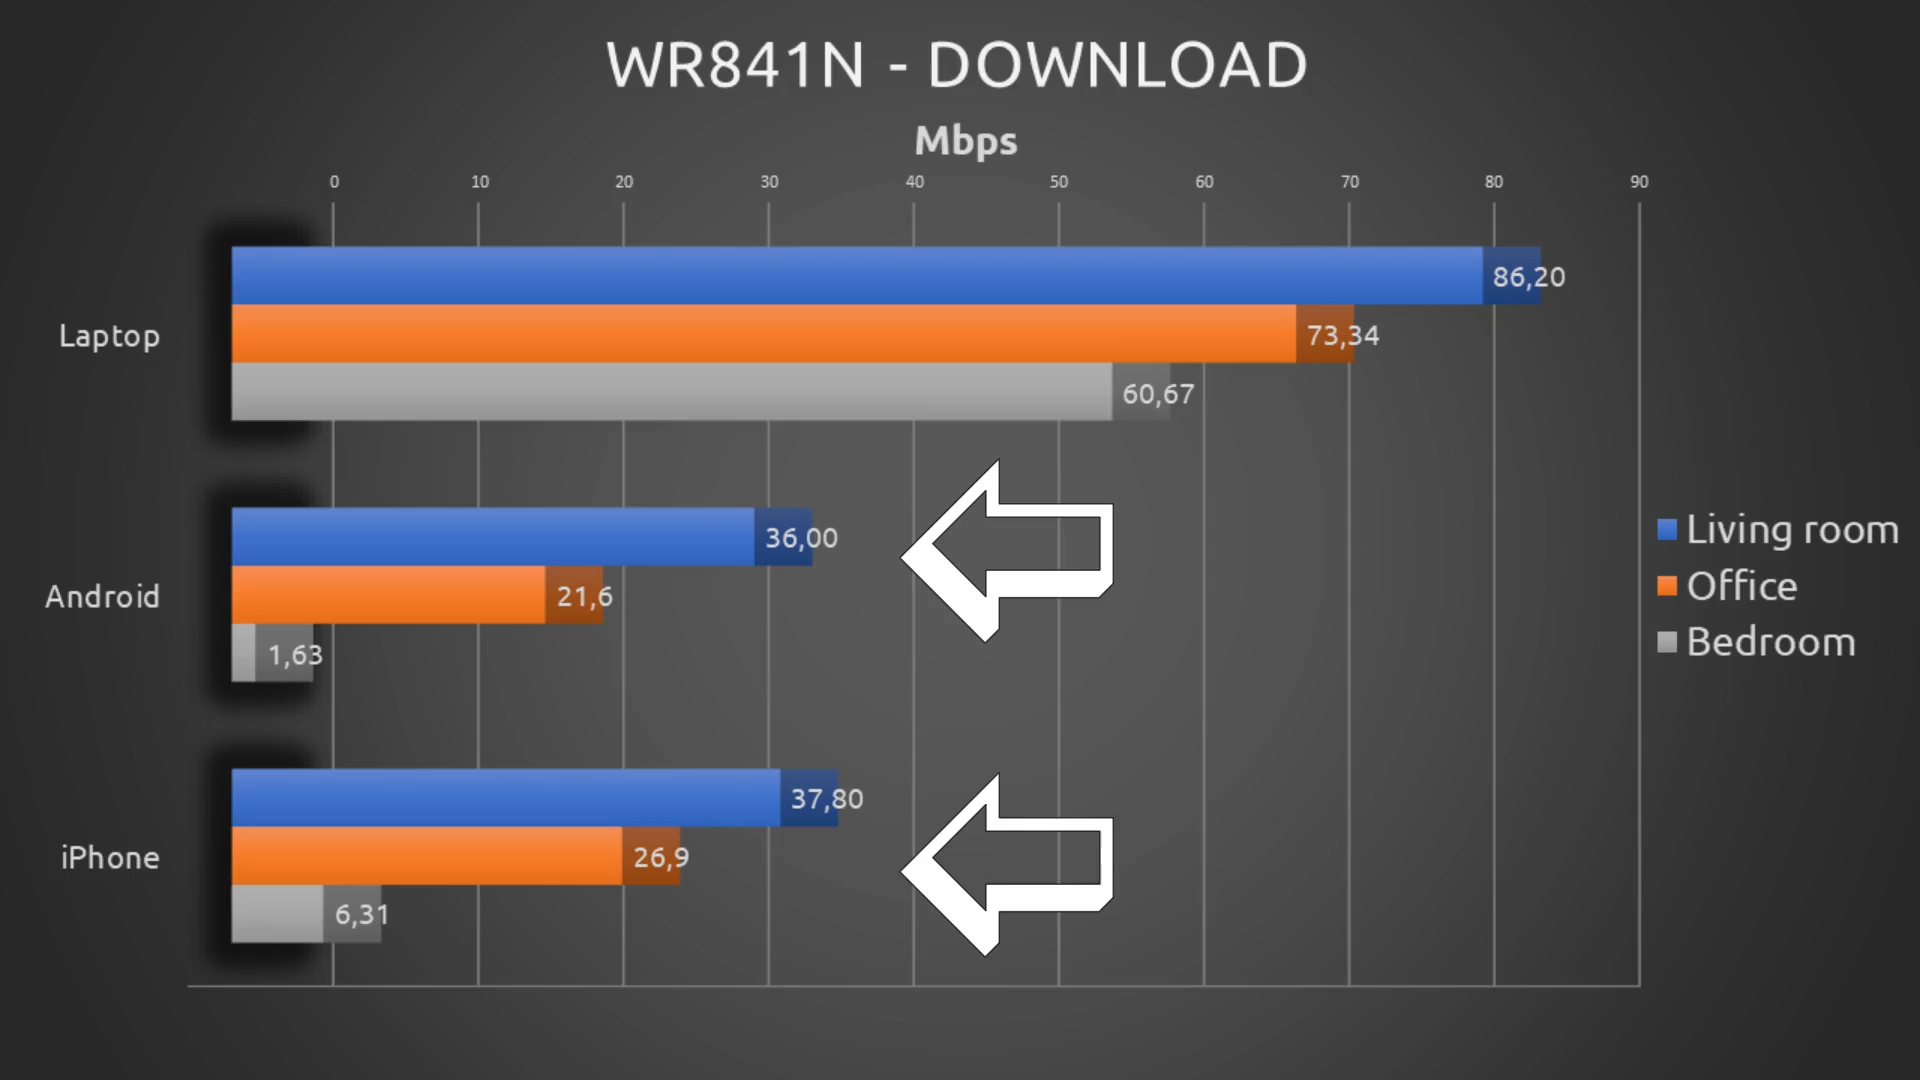 WR841N - DOWNLOAD
Mbps
0 10 20 30 40 50 60 70 80 90
86,20
Laptop 73,34
60,67
36,00
Android 21,6
1,63
37,80
iPhone 26,9
6,31
Living room
Office
Bedroom